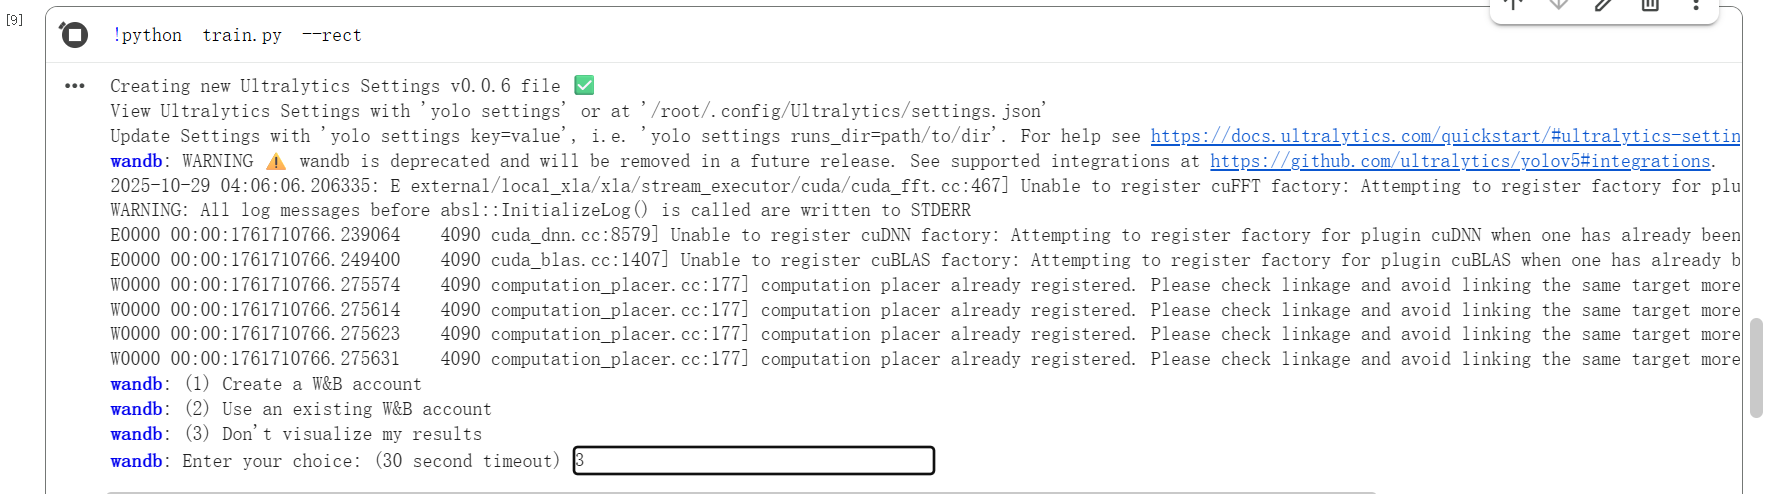 [9]
!python train.py --rect
Creating new Ultralytics Settings v0.0.6 file ✅
View Ultralytics Settings with 'yolo settings' or at '/root/.config/Ultralytics/settings.json'
Update Settings with 'yolo settings key=value', i.e. 'yolo settings runs_dir=path/to/dir'. For help see https://docs.ultralytics.com/quickstart/#ultralytics-settin
wandb: WARNING ⚠️ wandb is deprecated and will be removed in a future release. See supported integrations at https://github.com/ultralytics/yolov5#integrations.
2025-10-29 04:06:06.206335: E external/local_xla/xla/stream_executor/cuda/cuda_fft.cc:467] Unable to register cuFFT factory: Attempting to register factory for plu
WARNING: All log messages before absl::InitializeLog() is called are written to STDERR
E0000 00:00:1761710766.239064    4090 cuda_dnn.cc:8579] Unable to register cuDNN factory: Attempting to register factory for plugin cuDNN when one has already been
E0000 00:00:1761710766.249400    4090 cuda_blas.cc:1407] Unable to register cuBLAS factory: Attempting to register factory for plugin cuBLAS when one has already b
W0000 00:00:1761710766.275574    4090 computation_placer.cc:177] computation placer already registered. Please check linkage and avoid linking the same target more
W0000 00:00:1761710766.275614    4090 computation_placer.cc:177] computation placer already registered. Please check linkage and avoid linking the same target more
W0000 00:00:1761710766.275623    4090 computation_placer.cc:177] computation placer already registered. Please check linkage and avoid linking the same target more
W0000 00:00:1761710766.275631    4090 computation_placer.cc:177] computation placer already registered. Please check linkage and avoid linking the same target more
wandb: (1) Create a W&B account
wandb: (2) Use an existing W&B account
wandb: (3) Don't visualize my results
wandb: Enter your choice: (30 second timeout) 3